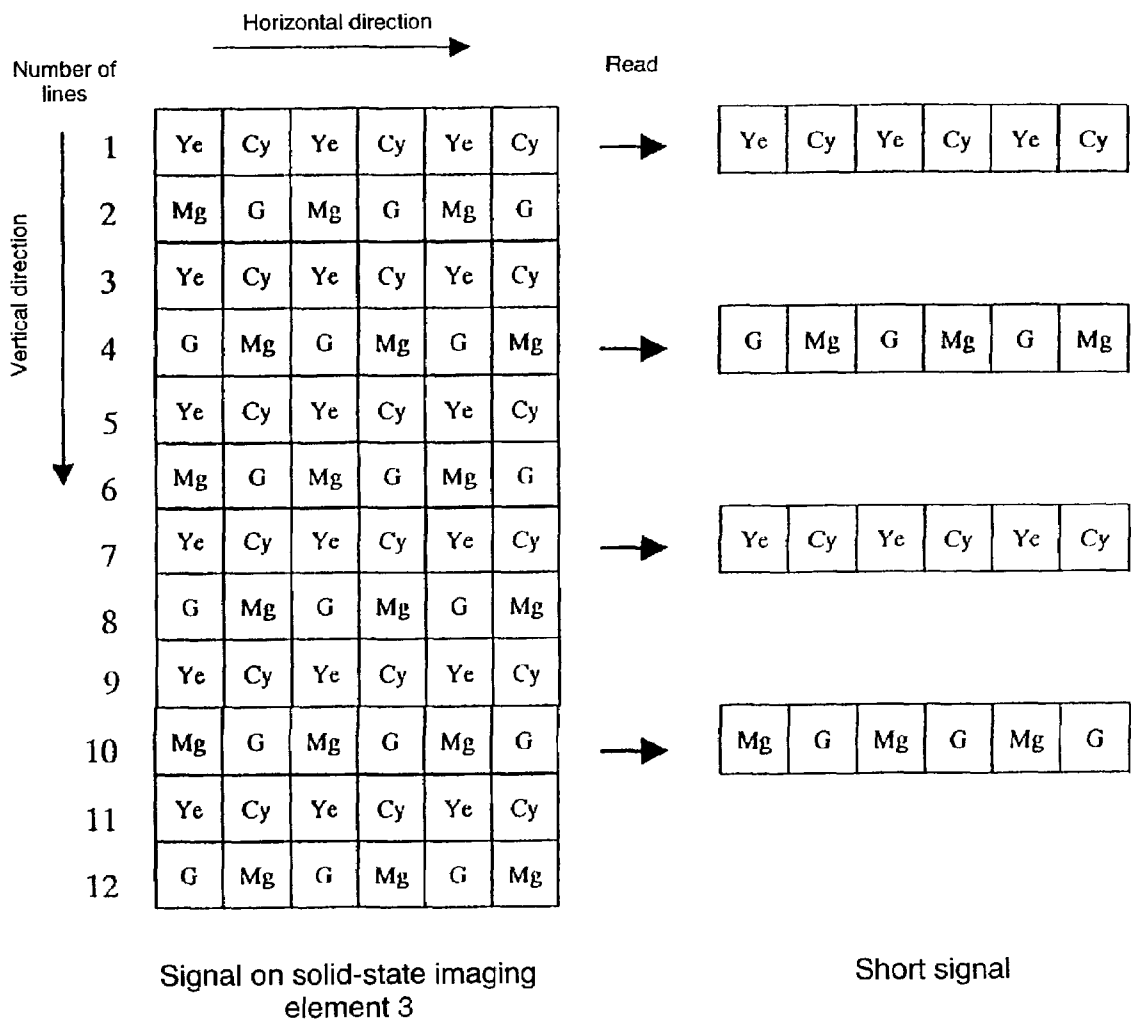 Horizontal direction
Number of
lines
Read
Vertical direction
1 Ye Cy Ye Cy Ye Cy Ye Cy Ye Cy Ye Cy
2 Mg G Mg G Mg G
3 Ye Cy Ye Cy Ye Cy
4 G Mg G Mg G Mg G Mg G Mg G Mg
5 Ye Cy Ye Cy Ye Cy
6 Mg G Mg G Mg G
7 Ye Cy Ye Cy Ye Cy Ye Cy Ye Cy Ye Cy
8 G Mg G Mg G Mg
9 Ye Cy Ye Cy Ye Cy
10 Mg G Mg G Mg G Mg G Mg G Mg G
11 Ye Cy Ye Cy Ye Cy
12 G Mg G Mg G Mg
Signal on solid-state imaging
element 3
Short signal